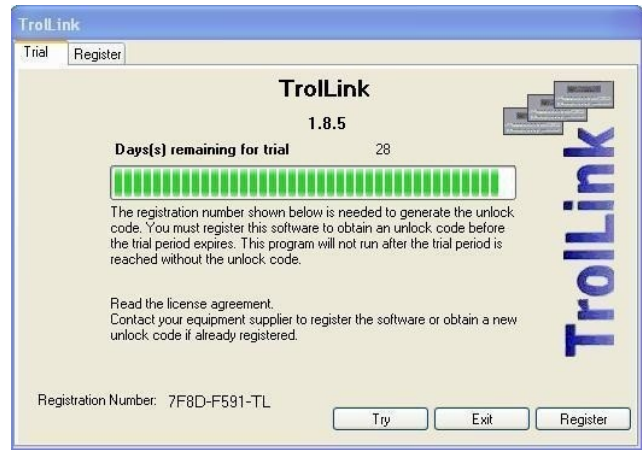 TrolLink
Trial Register
TrolLink
1.8.5
Days(s) remaining for trial 28
The registration number shown below is needed to generate the unlock
code. You must register this software to obtain an unlock code before
the trial period expires. This program will not run after the trial period is
reached without the unlock code.
Read the license agreement.
Contact your equipment supplier to register the software or obtain a new
unlock code if already registered.
TrolLink
Registration Number: 7F8D-F591-TL
Try Exit Register